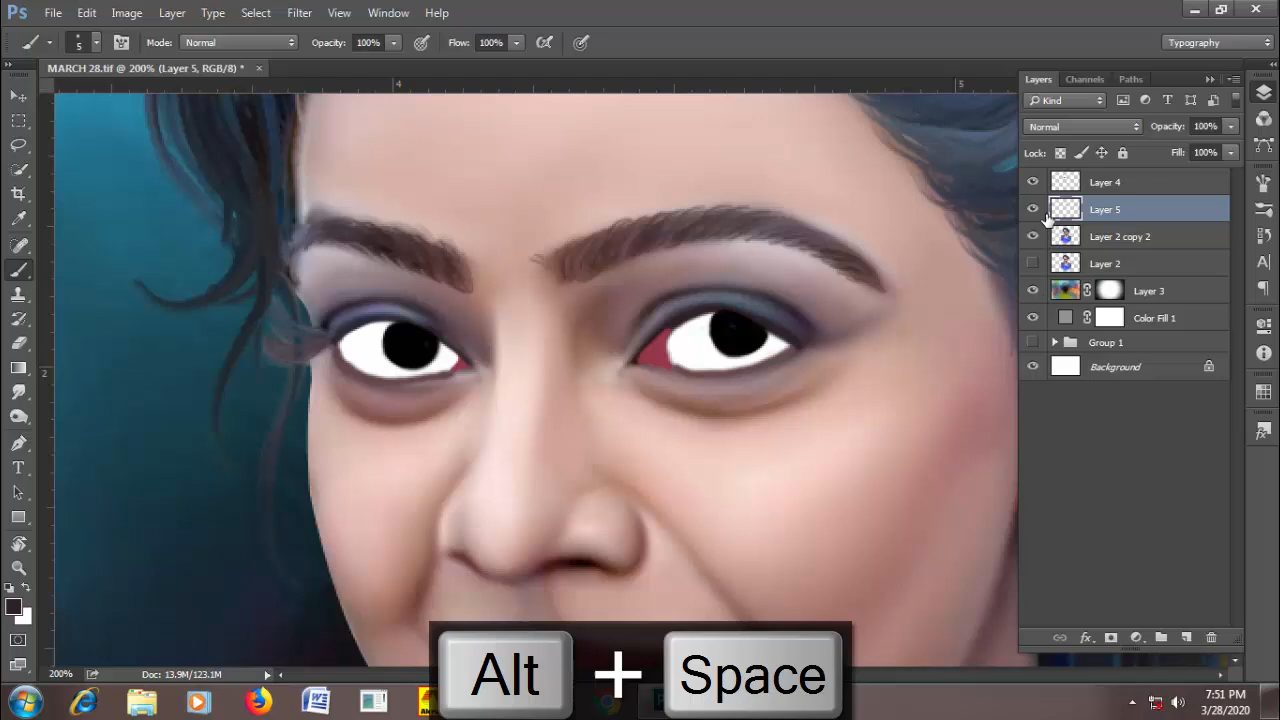 Ps File Edit Image Layer Type Select Filter View Window Help
5 Mode: Normal Opacity: 100% Flow: 100% Typography
MARCH 28.tif @ 200% (Layer 5, RGB/8) * ×
4 5
2
Layers Channels Paths
Kind
Normal Opacity: 100%
Lock: Fill: 100%
Layer 4
Layer 5
Layer 2 copy 2
Layer 2
Layer 3
Color Fill 1
Group 1
Background
200% Doc: 13.9M/123.1M
Alt + Space
7:51 PM
3/28/2020